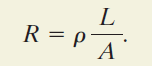 R = ρ L/A.